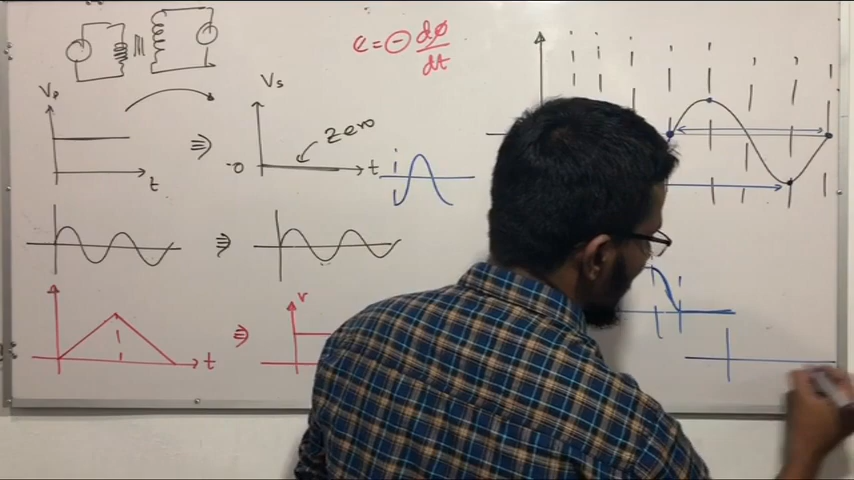 e = ⊖ dφ/dt
Vp
Vs
t
≡>
-0
zero
t
≡>
t
≡>
v